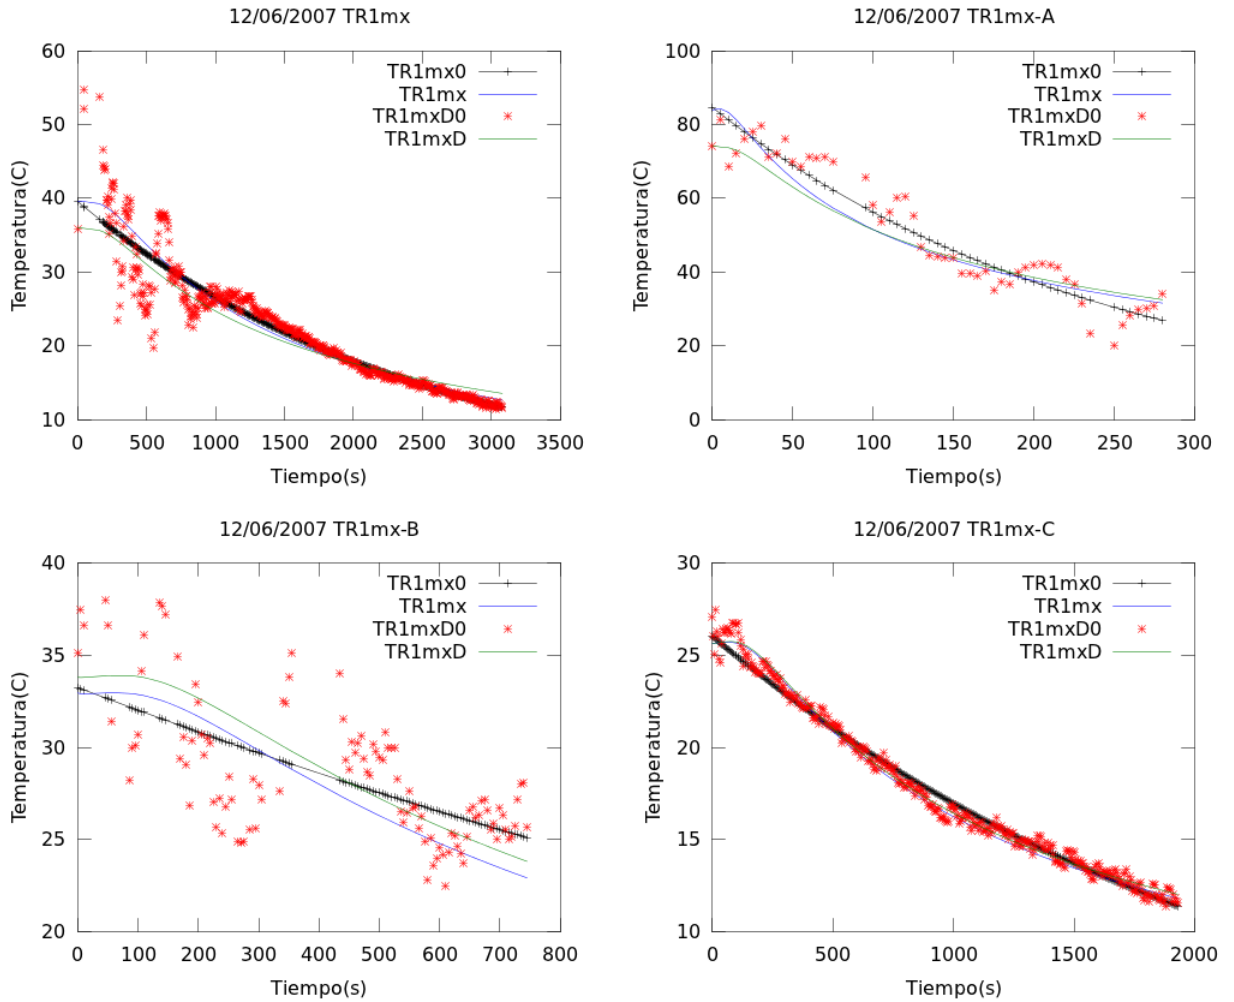 12/06/2007 TR1mx
60
50
40
30
20
10
Temperatura(C)
TR1mx0
TR1mx
TR1mxD0
TR1mxD
0 500 1000 1500 2000 2500 3000 3500
Tiempo(s)
12/06/2007 TR1mx-A
100
80
60
40
20
0
Temperatura(C)
TR1mx0
TR1mx
TR1mxD0
TR1mxD
0 50 100 150 200 250 300
Tiempo(s)
12/06/2007 TR1mx-B
40
35
30
25
20
Temperatura(C)
TR1mx0
TR1mx
TR1mxD0
TR1mxD
0 100 200 300 400 500 600 700 800
Tiempo(s)
12/06/2007 TR1mx-C
30
25
20
15
10
Temperatura(C)
TR1mx0
TR1mx
TR1mxD0
TR1mxD
0 500 1000 1500 2000
Tiempo(s)